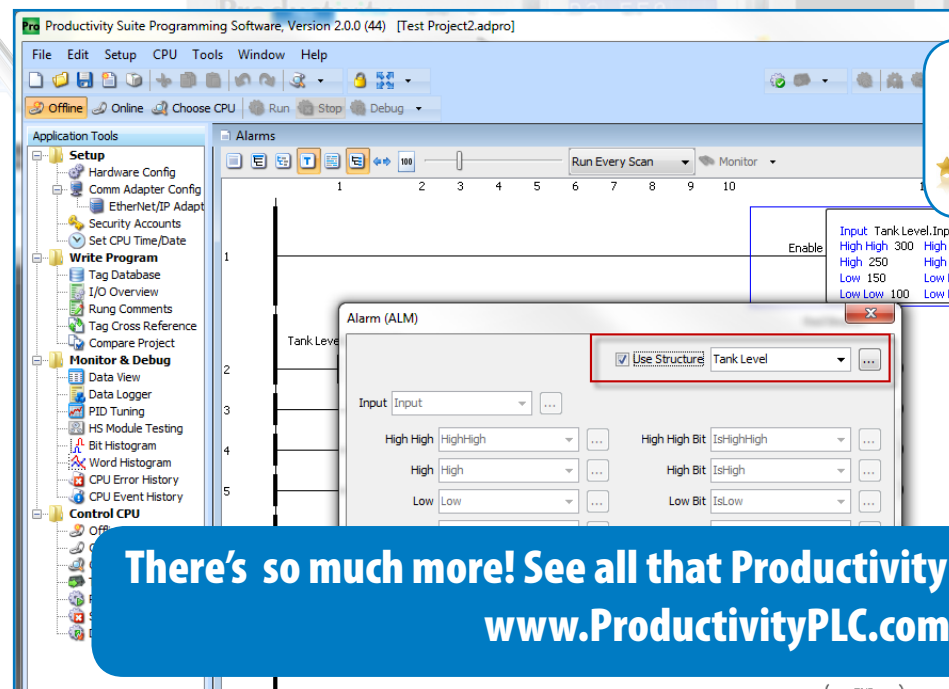 Productivity Suite Programming Software, Version 2.0.0 (44) [Test Project2.adpro]
File Edit Setup CPU Tools Window Help
Offline Online Choose CPU Run Stop Debug
Application Tools
Setup
Hardware Config
Comm Adapter Config
EtherNet/IP Adapt
Security Accounts
Set CPU Time/Date
Write Program
Tag Database
I/O Overview
Rung Comments
Tag Cross Reference
Compare Project
Monitor & Debug
Data View
Data Logger
PID Tuning
HS Module Testing
Bit Histogram
Word Histogram
CPU Error History
CPU Event History
Control CPU
Alarms
T 100 Run Every Scan Monitor
1 2 3 4 5 6 7 8 9 10
1
Enable
Input Tank Level.Inp
High High 300 High
High 250 High
Low 150 Low
Low Low 100 Low
Tank Leve
2
3
4
5
Alarm (ALM)
Use Structure Tank Level ...
Input Input ...
High High HighHigh ... High High Bit IsHighHigh ...
High High ... High Bit IsHigh ...
Low Low ... Low Bit IsLow ...
There's so much more! See all that Productivity
www.ProductivityPLC.com